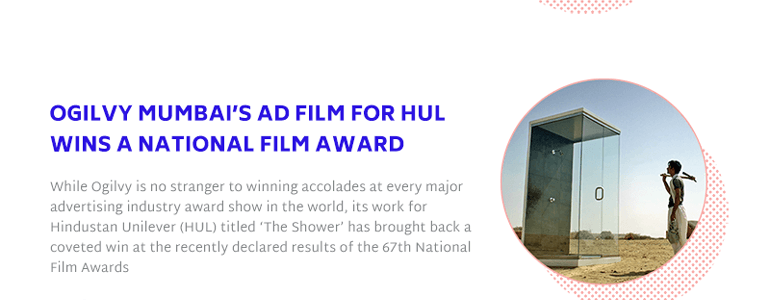 OGILVY MUMBAI'S AD FILM FOR HUL
WINS A NATIONAL FILM AWARD
While Ogilvy is no stranger to winning accolades at every major
advertising industry award show in the world, its work for
Hindustan Unilever (HUL) titled ‘The Shower’ has brought back a
coveted win at the recently declared results of the 67th National
Film Awards